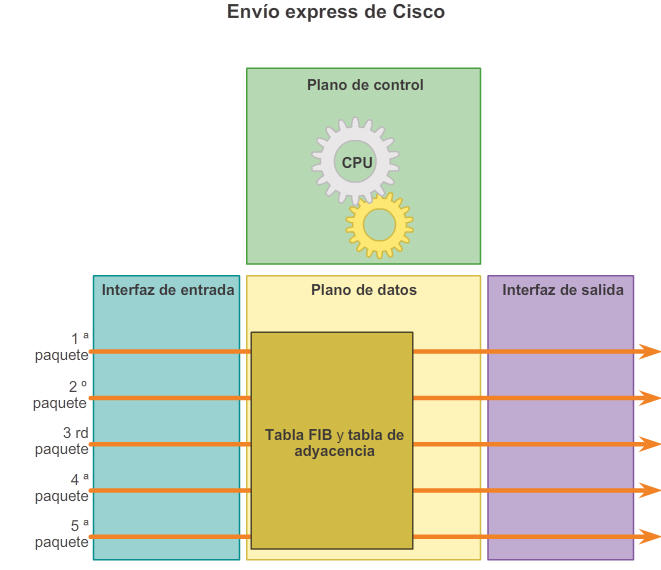 Envío express de Cisco
Plano de control
CPU
Interfaz de entrada
Plano de datos
Interfaz de salida
1 ª
paquete
2 º
paquete
3 rd
paquete
4 ª
paquete
5 ª
paquete
Tabla FIB y tabla de
adyacencia